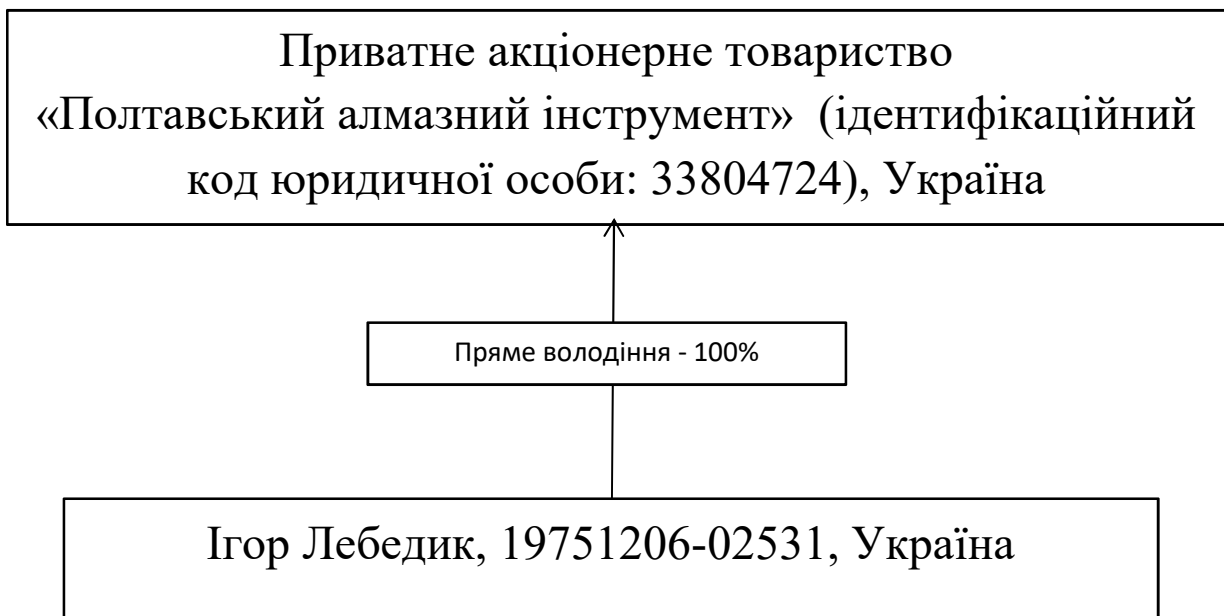 Приватне акціонерне товариство
«Полтавський алмазний інструмент» (ідентифікаційний
код юридичної особи: 33804724), Україна
Пряме володіння - 100%
Ігор Лебедик, 19751206-02531, Україна